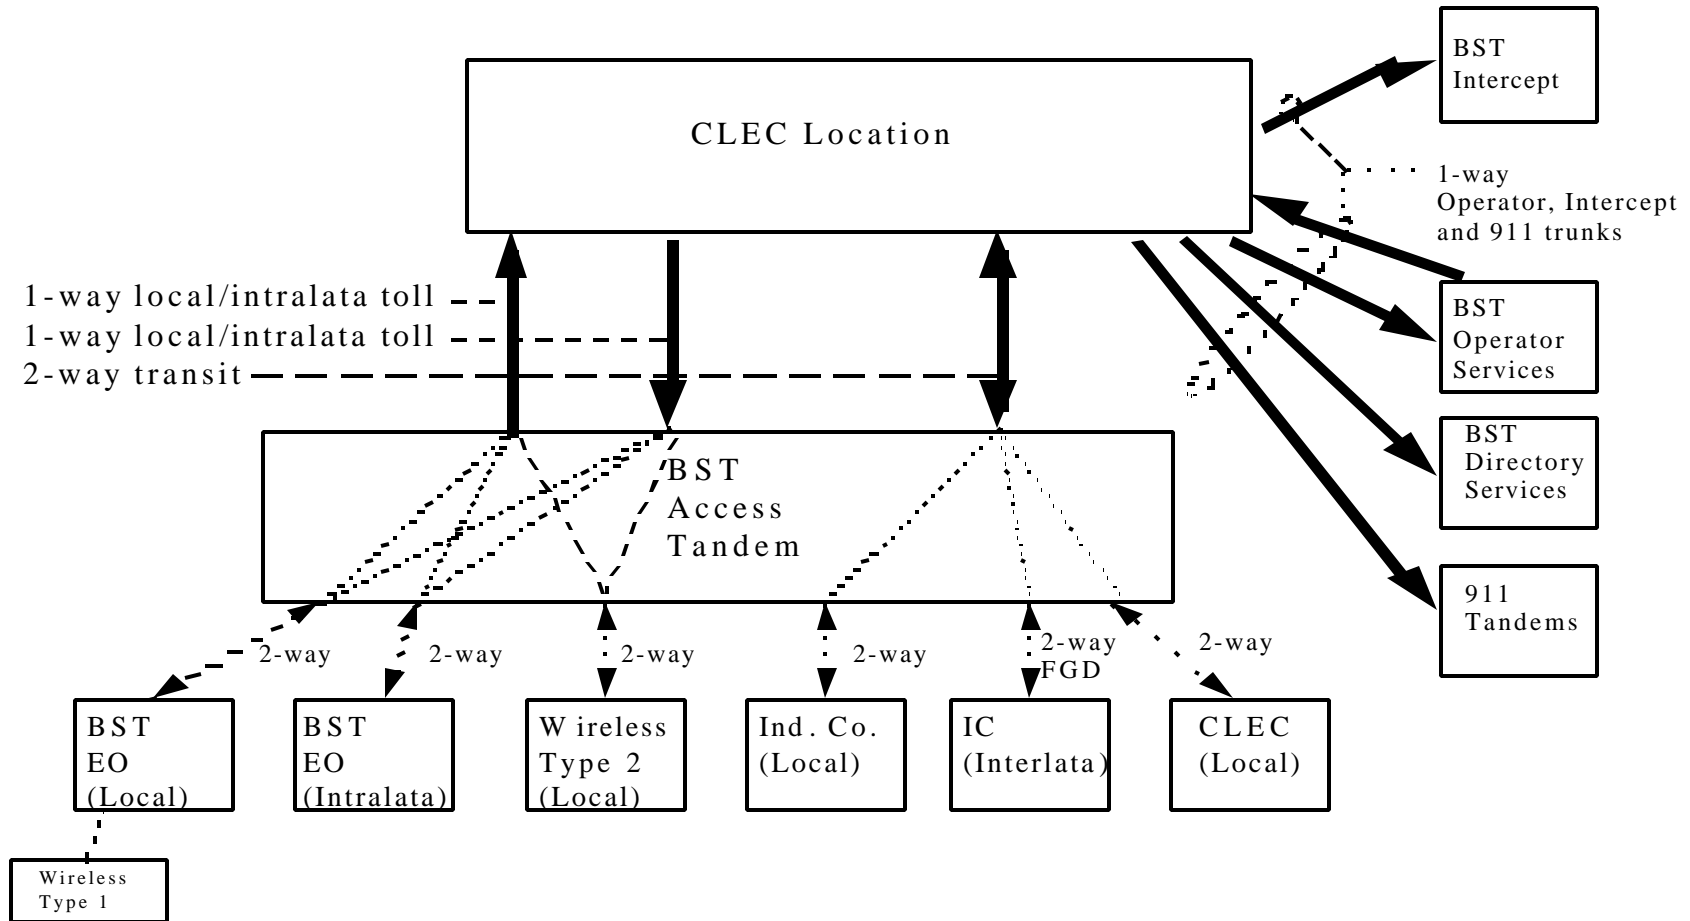 BST
Intercept
CLEC Location
1-way
Operator, Intercept
and 911 trunks
1-way local/intralata toll
1-way local/intralata toll
2-way transit
BST
Operator
Services
BST
Directory
Services
BST
Access
Tandem
911
Tandems
2-way
2-way
2-way
2-way
2-way
FGD
2-way
BST
EO
(Local)
BST
EO
(Intralata)
Wireless
Type 2
(Local)
Ind. Co.
(Local)
IC
(Interlata)
CLEC
(Local)
Wireless
Type 1